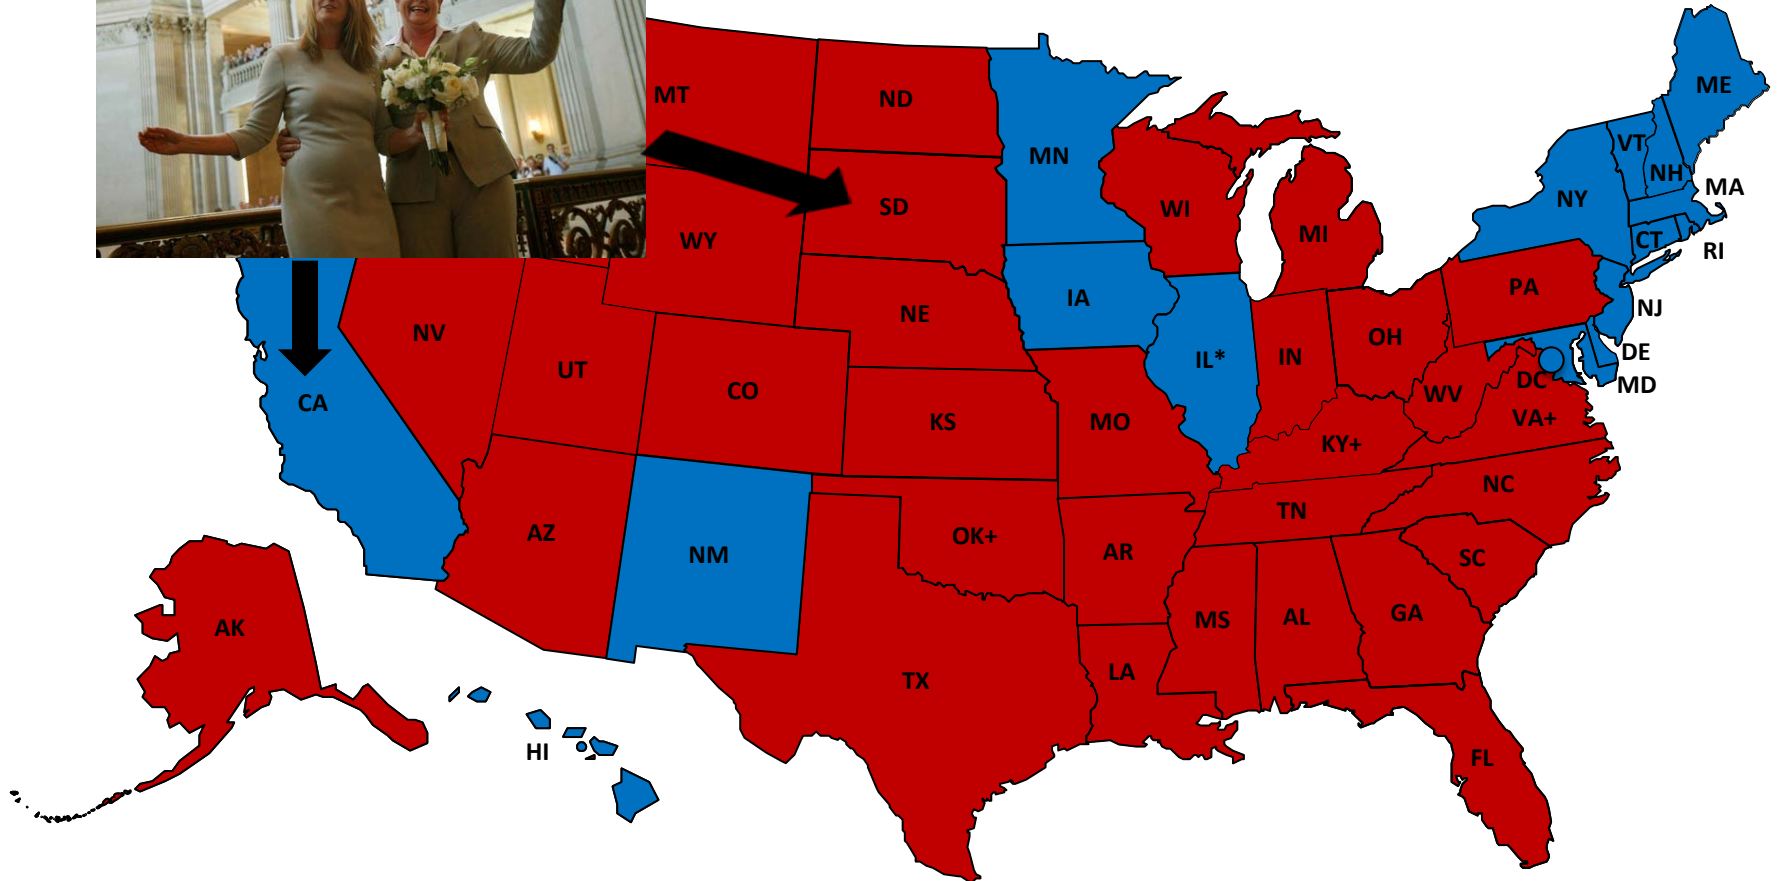 ME
MT
ND
VT
MN
NH
MA
NY
SD
WI
CT
RI
WY
MI
PA
IA
NJ
NE
NV
OH
DE
IL*
IN
UT
DC
MD
CO
WV
CA
VA+
KS
MO
KY+
NC
TN
AZ
OK+
AR
NM
SC
GA
AL
MS
AK
LA
TX
HI
FL